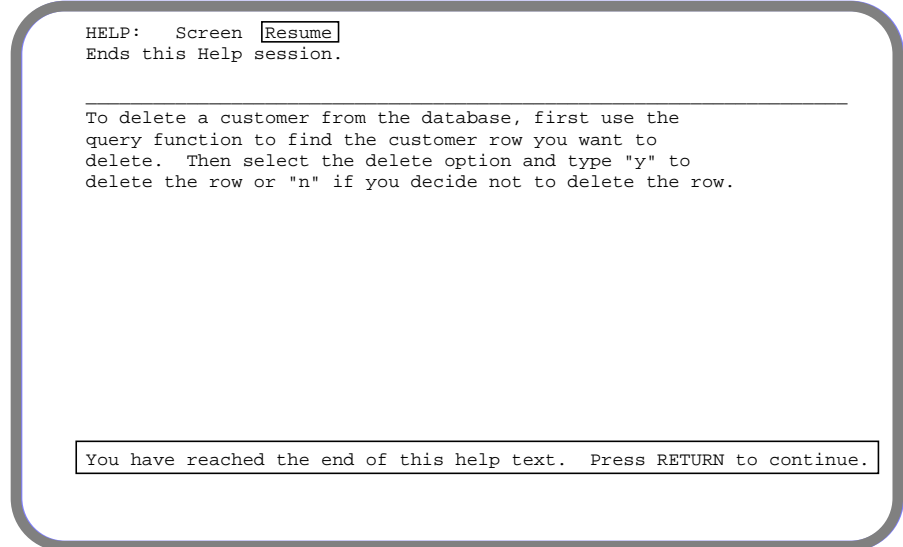 HELP: Screen Resume
Ends this Help session.
To delete a customer from the database, first use the
query function to find the customer row you want to
delete. Then select the delete option and type "y" to
delete the row or "n" if you decide not to delete the row.
You have reached the end of this help text. Press RETURN to continue.